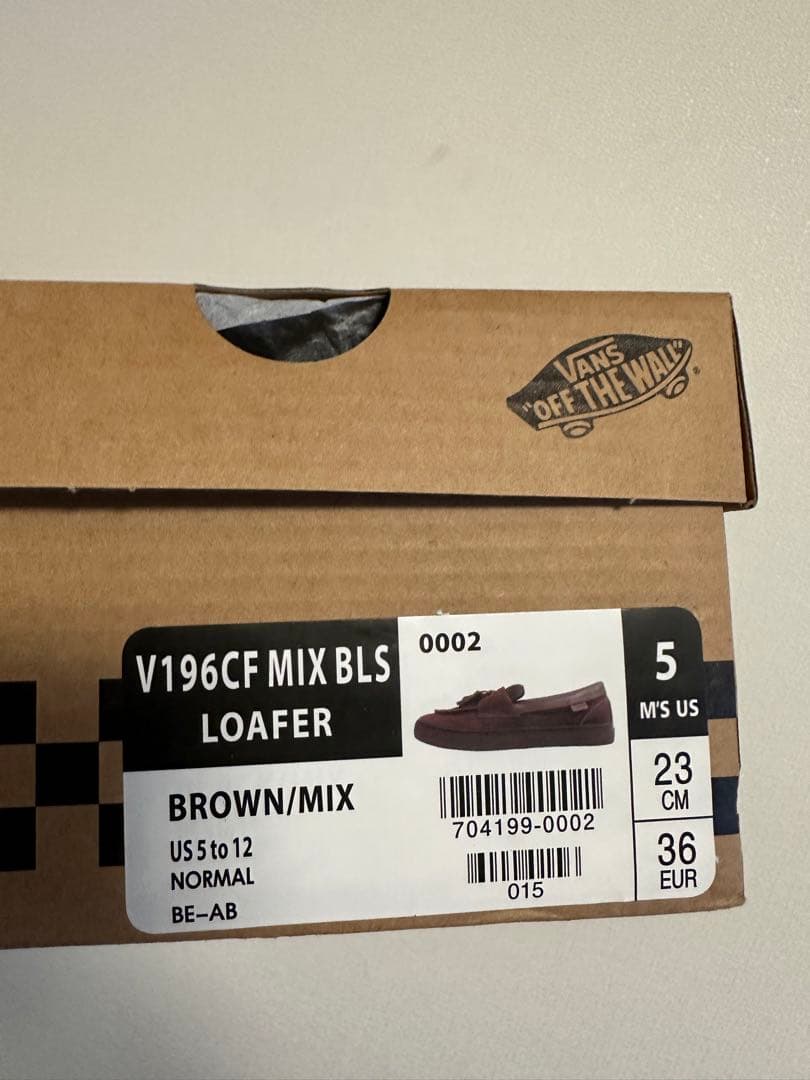 VANS
"OFF THE WALL"
V196CF MIX BLS
LOAFER
0002
5
M'S US
BROWN/MIX
US 5 to 12
NORMAL
BE-AB
704199-0002
015
23
CM
36
EUR